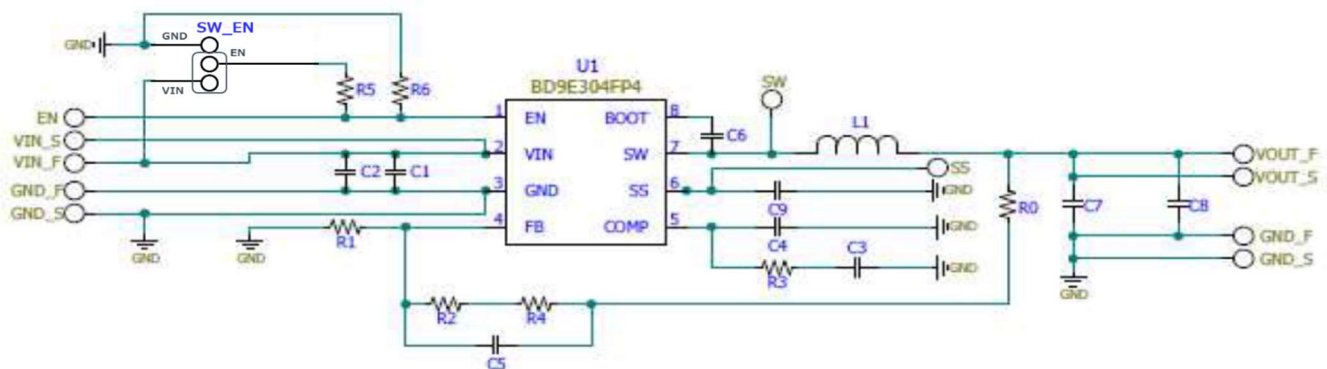 SW_EN
GND
GND
EN
VIN
R5
R6
U1
BD9E304FP4
SW
EN
1
EN
BOOT
8
C6
L1
VIN_S
VIN_F
2
VIN
SW
7
VOUT_F
C2
C1
SS
VOUT_S
GND_F
3
GND
SS
6
GND
R0
C7
C8
GND_S
C9
R1
4
FB
COMP
5
GND
GND_F
GND
GND
C4
GND_S
R3
C3
GND
GND
R2
R4
C5